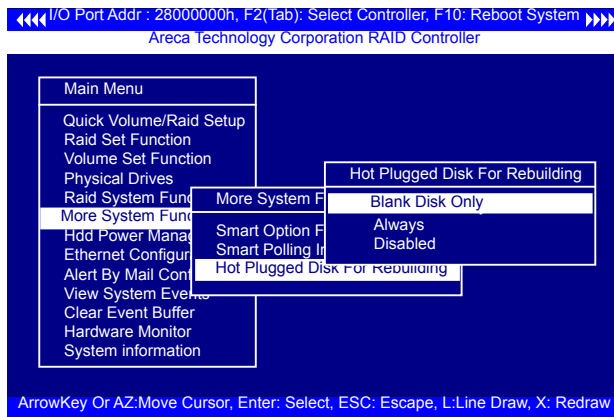 I/O Port Addr : 28000000h, F2(Tab): Select Controller, F10: Reboot System
Areca Technology Corporation RAID Controller
Main Menu
Quick Volume/Raid Setup
Raid Set Function
Volume Set Function
Physical Drives
Raid System Func
More System Func
Hdd Power Manag
Ethernet Configur
Alert By Mail Conf
View System Events
Clear Event Buffer
Hardware Monitor
System information
More System F
Smart Option F
Smart Polling In
Hot Plugged Disk For Rebuilding
Hot Plugged Disk For Rebuilding
Blank Disk Only
Always
Disabled
ArrowKey Or AZ:Move Cursor, Enter: Select, ESC: Escape, L:Line Draw, X: Redraw